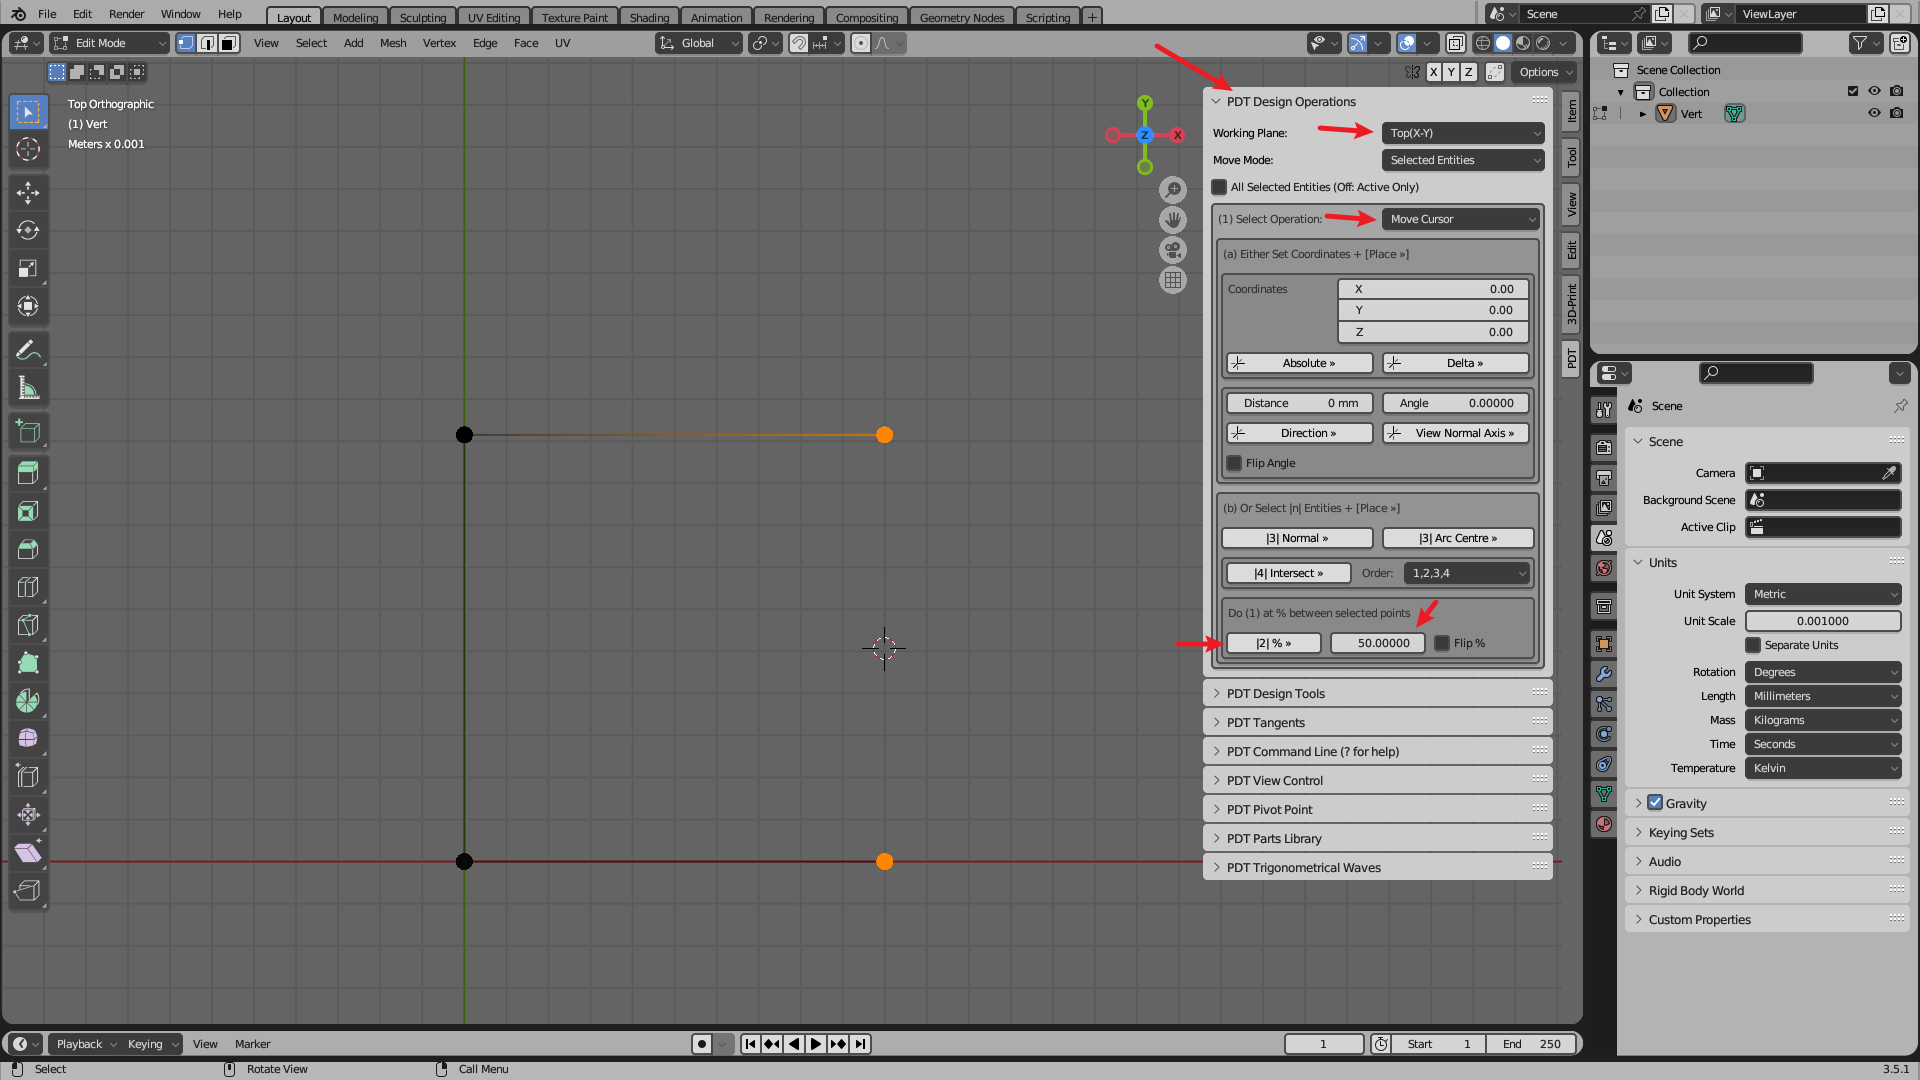 File Edit Render Window Help Layout Modeling Sculpting UV Editing Texture Paint Shading Animation Rendering Compositing Geometry Nodes Scripting + Scene ViewLayer
Edit Mode View Select Add Mesh Vertex Edge Face UV Global
X Y Z Options
Top Orthographic
(1) Vert
Meters x 0.001
Y
Z X
PDT Design Operations
Working Plane: Top(X-Y)
Move Mode: Selected Entities
All Selected Entities (Off: Active Only)
(1) Select Operation: Move Cursor
(a) Either Set Coordinates + [Place »]
Coordinates X 0.00
Y 0.00
Z 0.00
Absolute » Delta »
Distance 0 mm Angle 0.00000
Direction » View Normal Axis »
Flip Angle
(b) Or Select |n| Entities + [Place »]
|3| Normal » |3| Arc Centre »
|4| Intersect » Order: 1,2,3,4
Do (1) at % between selected points
|2| % » 50.00000 Flip %
PDT Design Tools
PDT Tangents
PDT Command Line (? for help)
PDT View Control
PDT Pivot Point
PDT Parts Library
PDT Trigonometrical Waves
Item
Tool
View
Edit
3D-Print
PDT
Scene Collection
Collection
Vert
Scene
Scene
Camera
Background Scene
Active Clip
Units
Unit System Metric
Unit Scale 0.001000
Separate Units
Rotation Degrees
Length Millimeters
Mass Kilograms
Time Seconds
Temperature Kelvin
Gravity
Keying Sets
Audio
Rigid Body World
Custom Properties
Playback Keying View Marker 1 Start 1 End 250
Select Rotate View Call Menu 3.5.1